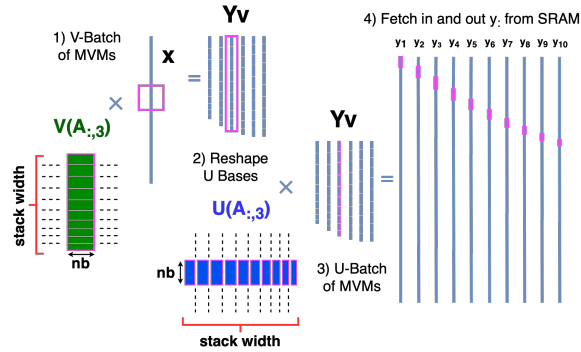 1) V-Batch
of MVMs
x
=
Yv
×
V(A:,3)
stack width
nb
2) Reshape
U Bases
×
U(A:,3)
nb
stack width
Yv
=
3) U-Batch
of MVMs
4) Fetch in and out y: from SRAM
y1 y2 y3 y4 y5 y6 y7 y8 y9 y10